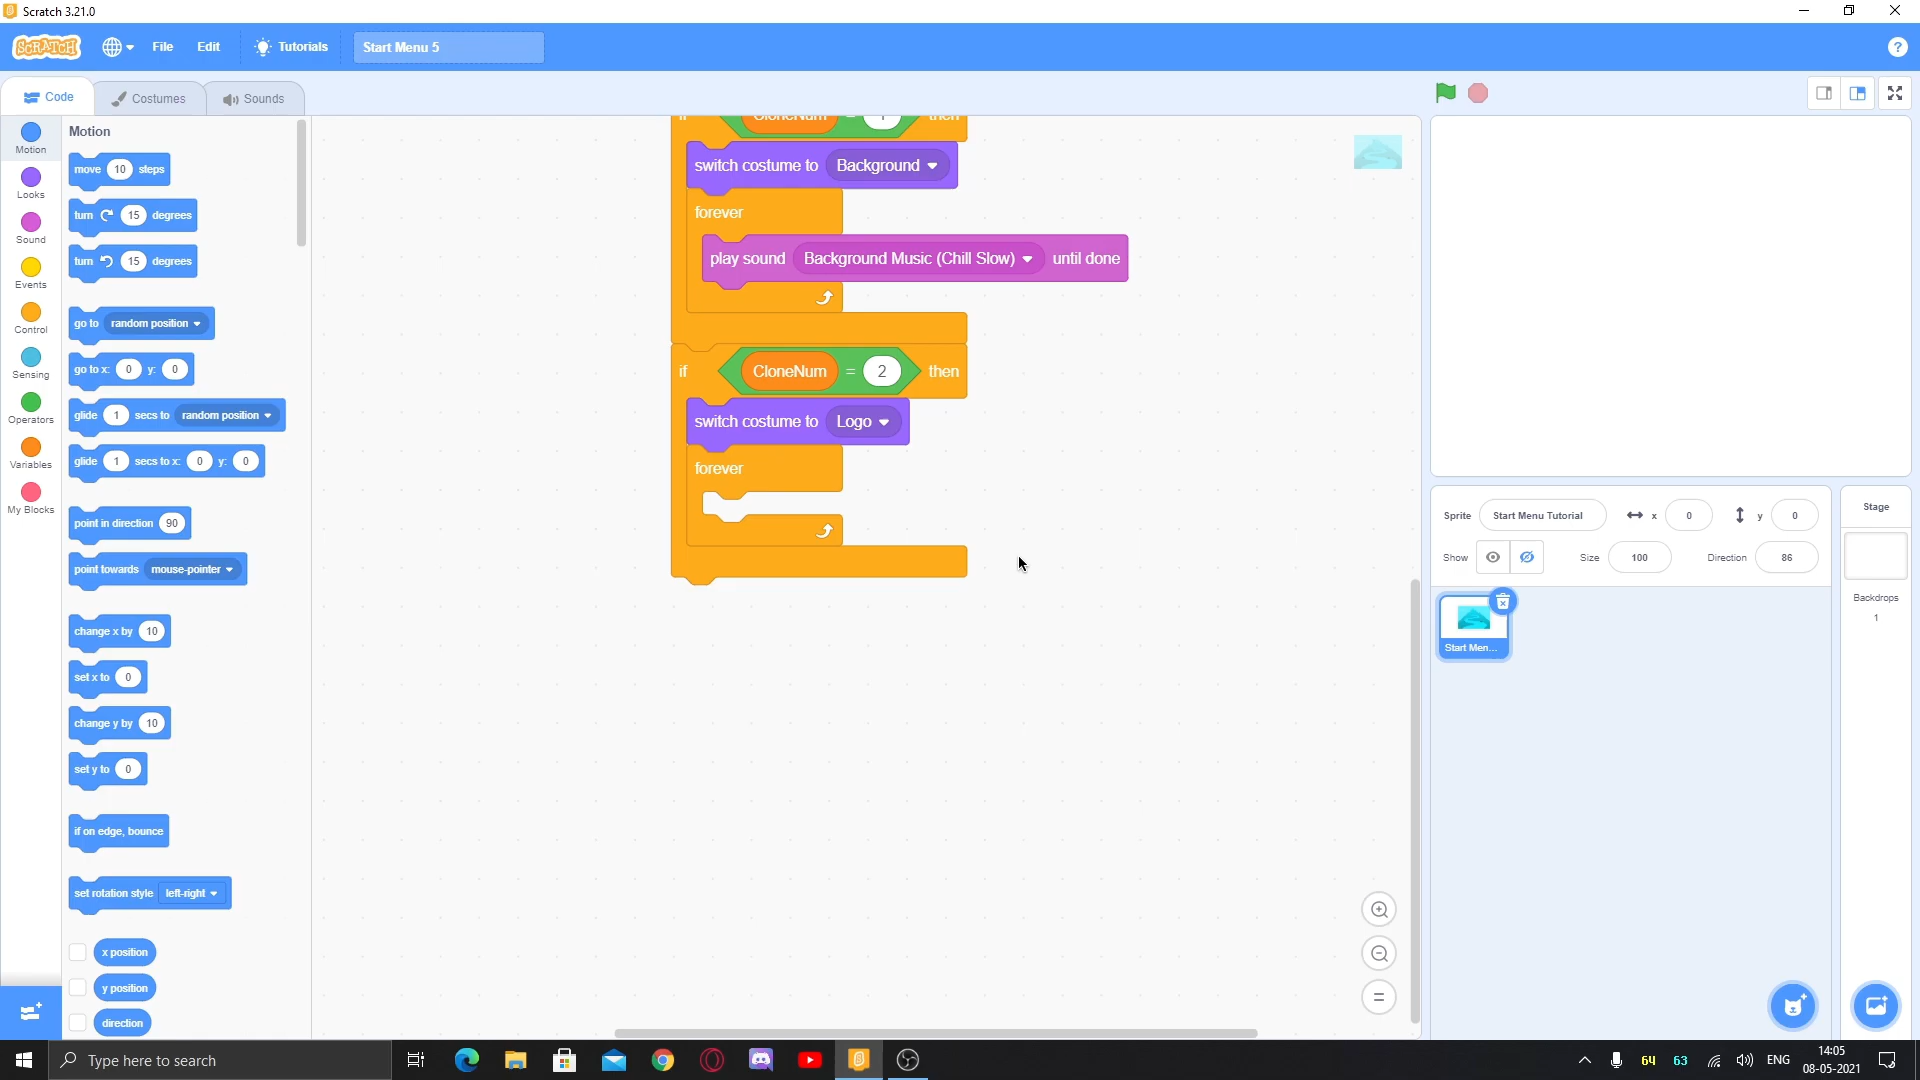 Scratch 3.21.0
SCRATCH
File
Edit
Tutorials
Start Menu 5
?
Code
Costumes
Sounds
Motion
Looks
Sound
Events
Control
Sensing
Operators
Variables
My Blocks
Motion
move 10 steps
turn 15 degrees
turn 15 degrees
go to random position
go to x: 0 y: 0
glide 1 secs to random position
glide 1 secs to x: 0 y: 0
point in direction 90
point towards mouse-pointer
change x by 10
set x to 0
change y by 10
set y to 0
if on edge, bounce
set rotation style left-right
x position
y position
direction
if CloneNum = 1 then
switch costume to Background
forever
play sound Background Music (Chill Slow) until done
if CloneNum = 2 then
switch costume to Logo
forever
Sprite Start Menu Tutorial x 0 y 0
Show Size 100 Direction 86
Start Men...
Stage
Backdrops
1
Type here to search
64
63
ENG
14:05
08-05-2021